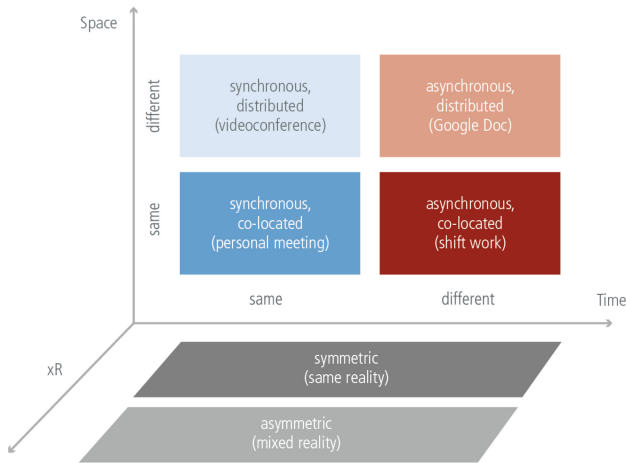 Space
different
synchronous,
distributed
(videoconference)
asynchronous,
distributed
(Google Doc)
same
synchronous,
co-located
(personal meeting)
asynchronous,
co-located
(shift work)
same
different
Time
xR
symmetric
(same reality)
asymmetric
(mixed reality)